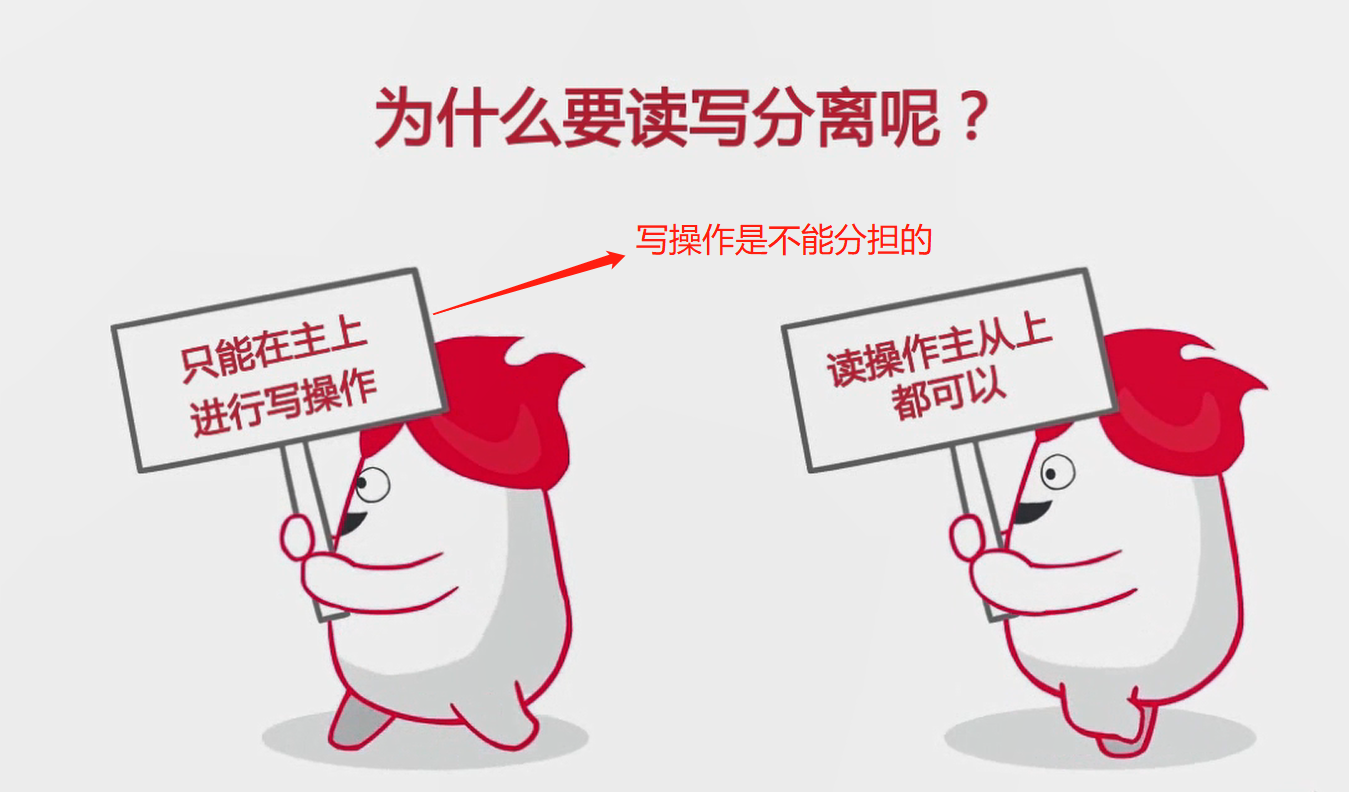 为什么要读写分离呢？
写操作是不能分担的
只能在主上
进行写操作
读操作主从上
都可以